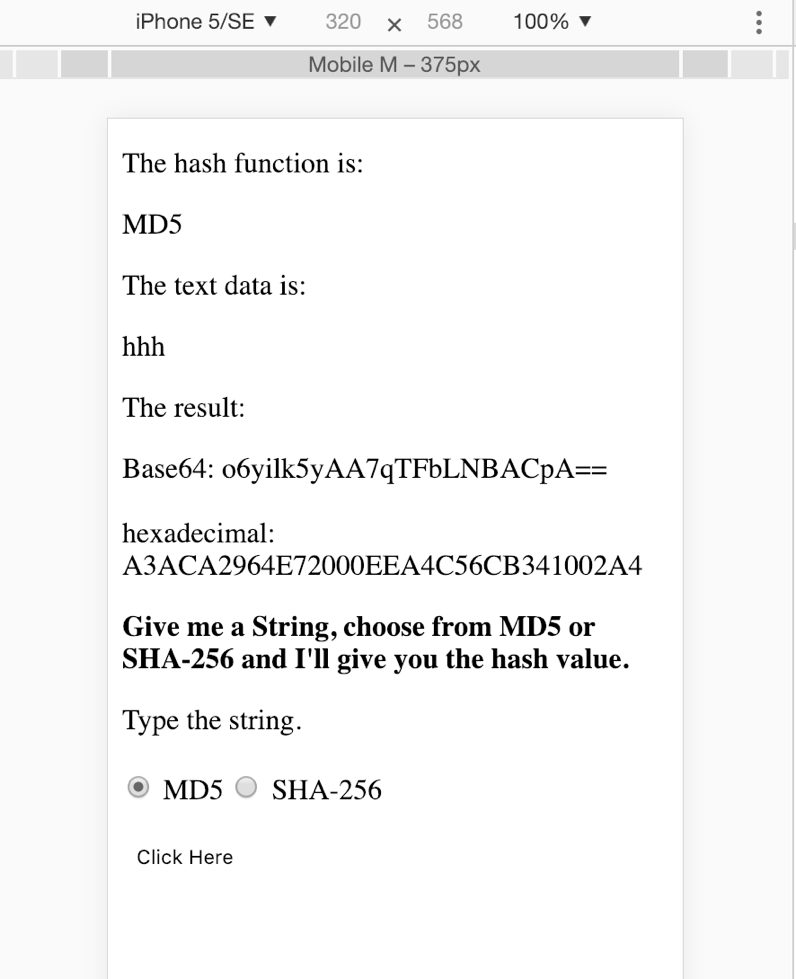 iPhone 5/SE ▼ 320 × 568 100% ▼
Mobile M – 375px
The hash function is:
MD5
The text data is:
hhh
The result:
Base64: o6yilk5yAA7qTFbLNBACpA==
hexadecimal:
A3ACA2964E72000EEA4C56CB341002A4
Give me a String, choose from MD5 or
SHA-256 and I'll give you the hash value.
Type the string.
MD5 SHA-256
Click Here